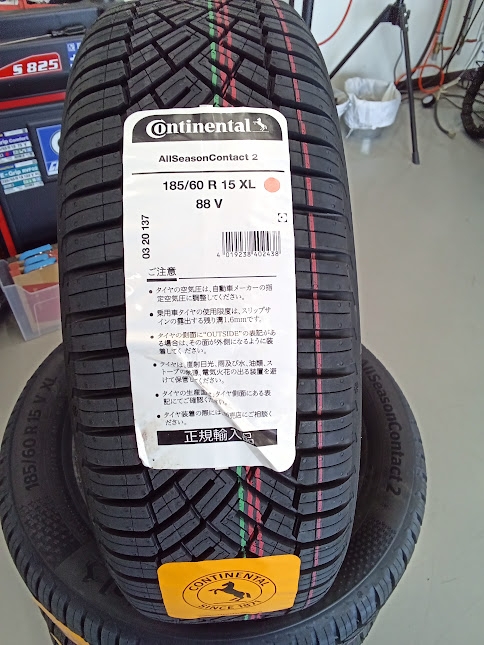 S 825
Continental
AllSeasonContact 2
185/60 R 15 XL
88 V
03 20 137
4 019238 402438
ご注意
• タイヤの空気圧は、自動車メーカーの指
定空気圧に調整してください。
• 乗用車タイヤの使用限度は、スリップサ
インの露出する残り溝1.6mmです。
• タイヤの側面に"OUTSIDE"の表記があ
る場合は、その面が外側になるように装
着してください。
• タイヤは、直射日光、雨及び水、油類、ス
トーブの、電気火花の出る装置を避
けて保管してください。
• タイヤの生産国・タイヤ側面にある表
記にてご確認くだ
• タイヤ装着の際には売店にご相談く
ださい。
正規輸入品
185/60 R 15 V XL
AllSeasonContact 2
CONTINENTAL
SINCE 1871